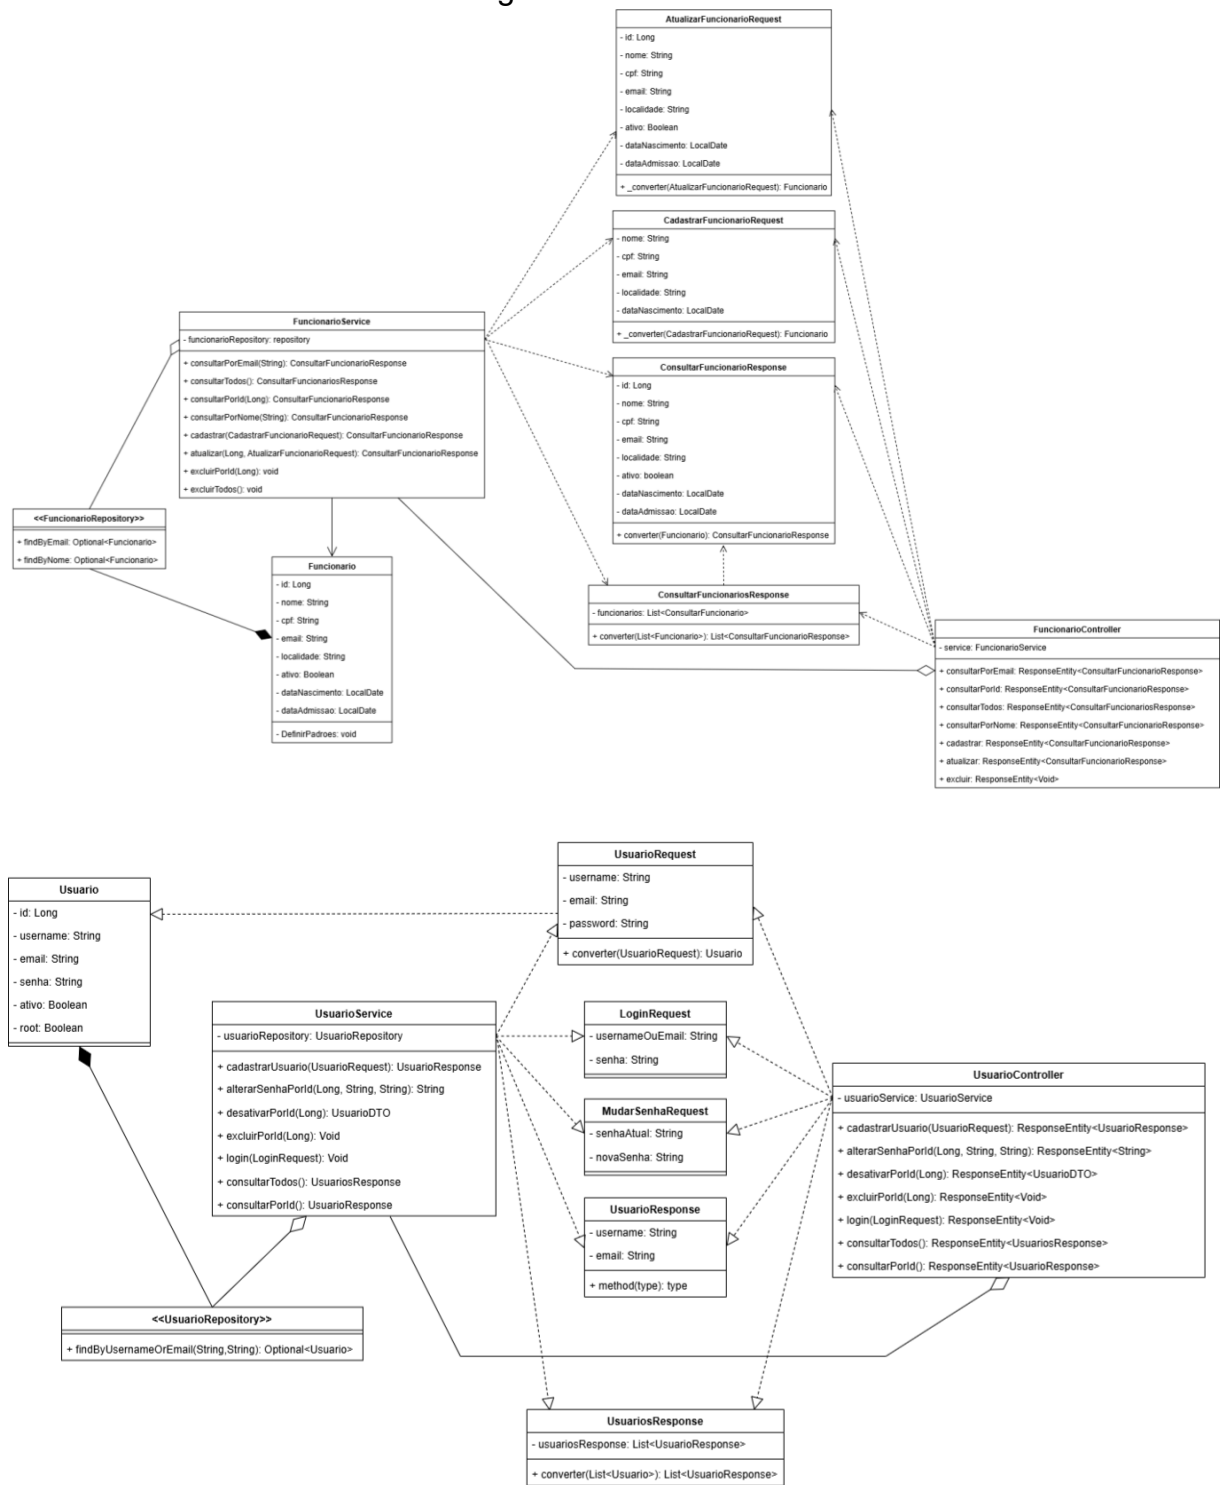 AtualizarFuncionarioRequest
- id: Long
- nome: String
- cpf: String
- email: String
- localidade: String
- ativo: Boolean
- dataNascimento: LocalDate
- dataAdmissao: LocalDate
+ _converter(AtualizarFuncionarioRequest): Funcionario
CadastrarFuncionarioRequest
- nome: String
- cpf: String
- email: String
- localidade: String
- dataNascimento: LocalDate
+ _converter(CadastrarFuncionarioRequest): Funcionario
FuncionarioService
- funcionarioRepository: repository
+ consultarPorEmail(String): ConsultarFuncionarioResponse
+ consultarTodos(): ConsultarFuncionariosResponse
+ consultarPorId(Long): ConsultarFuncionarioResponse
+ consultarPorNome(String): ConsultarFuncionarioResponse
+ cadastrar(CadastrarFuncionarioRequest): ConsultarFuncionarioResponse
+ atualizar(Long, AtualizarFuncionarioRequest): ConsultarFuncionarioResponse
+ excluirPorId(Long): void
+ excluirTodos(): void
ConsultarFuncionarioResponse
- id: Long
- nome: String
- cpf: String
- email: String
- localidade: String
- ativo: boolean
- dataNascimento: LocalDate
- dataAdmissao: LocalDate
+ converter(Funcionario): ConsultarFuncionarioResponse
<<FuncionarioRepository>>
+ findByEmail: Optional<Funcionario>
+ findByNome: Optional<Funcionario>
Funcionario
- id: Long
- nome: String
- cpf: String
- email: String
- localidade: String
- ativo: Boolean
- dataNascimento: LocalDate
- dataAdmissao: LocalDate
- DefinirPadroes: void
ConsultarFuncionariosResponse
- funcionarios: List<ConsultarFuncionario>
+ converter(List<Funcionario>): List<ConsultarFuncionarioResponse>
FuncionarioController
- service: FuncionarioService
+ consultarPorEmail: ResponseEntity<ConsultarFuncionarioResponse>
+ consultarPorId: ResponseEntity<ConsultarFuncionarioResponse>
+ consultarTodos: ResponseEntity<ConsultarFuncionariosResponse>
+ consultarPorNome: ResponseEntity<ConsultarFuncionarioResponse>
+ cadastrar: ResponseEntity<ConsultarFuncionarioResponse>
+ atualizar: ResponseEntity<ConsultarFuncionarioResponse>
+ excluir: ResponseEntity<Void>
UsuarioRequest
- username: String
- email: String
- password: String
+ converter(UsuarioRequest): Usuario
Usuario
- id: Long
- username: String
- email: String
- senha: String
- ativo: Boolean
- root: Boolean
UsuarioService
- usuarioRepository: UsuarioRepository
+ cadastrarUsuario(UsuarioRequest): UsuarioResponse
+ alterarSenhaPorId(Long, String, String): String
+ desativarPorId(Long): UsuarioDTO
+ excluirPorId(Long): Void
+ login(LoginRequest): Void
+ consultarTodos(): UsuariosResponse
+ consultarPorId(): UsuarioResponse
LoginRequest
- usernameOuEmail: String
- senha: String
MudarSenhaRequest
- senhaAtual: String
- novaSenha: String
UsuarioResponse
- username: String
- email: String
+ method(type): type
UsuarioController
- usuarioService: UsuarioService
+ cadastrarUsuario(UsuarioRequest): ResponseEntity<UsuarioResponse>
+ alterarSenhaPorId(Long, String, String): ResponseEntity<String>
+ desativarPorId(Long): ResponseEntity<UsuarioDTO>
+ excluirPorId(Long): ResponseEntity<Void>
+ login(LoginRequest): ResponseEntity<Void>
+ consultarTodos(): ResponseEntity<UsuariosResponse>
+ consultarPorId(): ResponseEntity<UsuarioResponse>
<<UsuarioRepository>>
+ findByUsernameOrEmail(String,String): Optional<Usuario>
UsuariosResponse
- usuariosResponse: List<UsuarioResponse>
+ converter(List<Usuario>): List<UsuarioResponse>